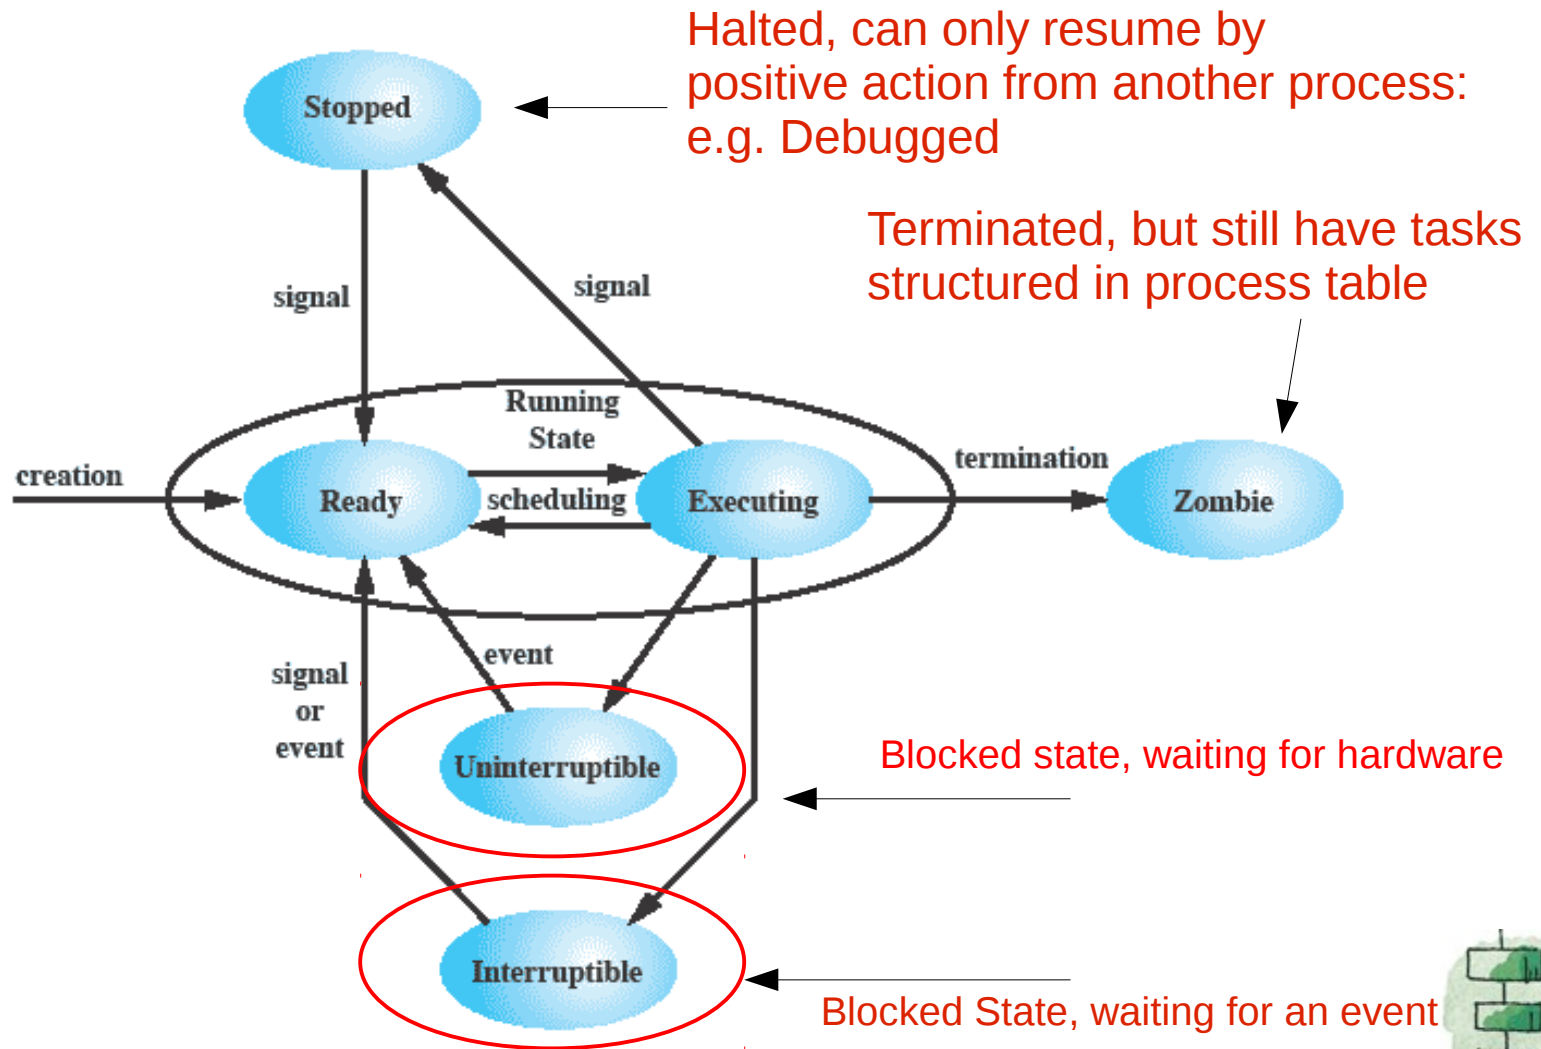 Halted, can only resume by
positive action from another process:
e.g. Debugged
Stopped
Terminated, but still have tasks
structured in process table
signal
signal
Running
State
creation
termination
Ready
scheduling
Executing
Zombie
event
signal
or
event
Uninterruptible
Blocked state, waiting for hardware
Interruptible
Blocked State, waiting for an event